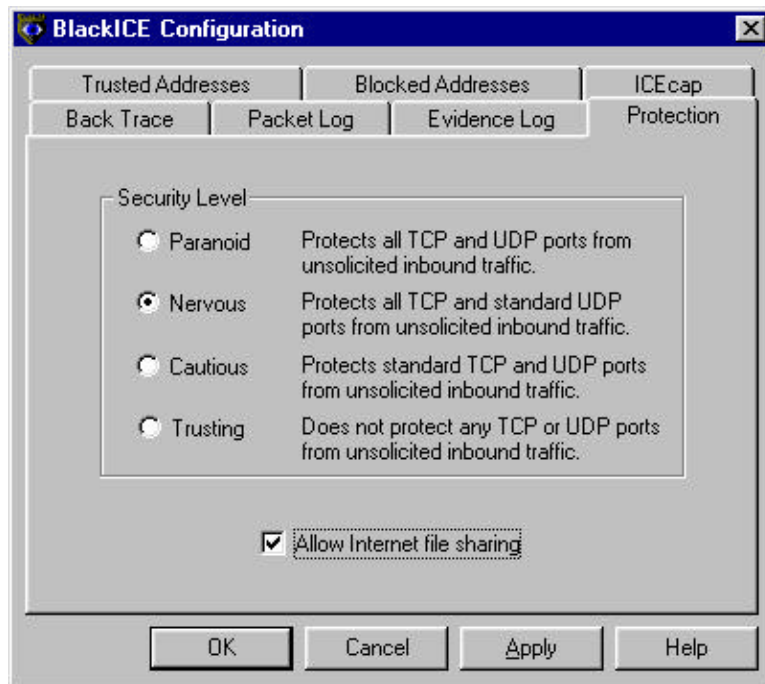 BlackICE Configuration
Trusted Addresses Blocked Addresses ICEcap
Back Trace Packet Log Evidence Log Protection
Security Level
Paranoid Protects all TCP and UDP ports from
unsolicited inbound traffic.
Nervous Protects all TCP and standard UDP
ports from unsolicited inbound traffic.
Cautious Protects standard TCP and UDP ports
from unsolicited inbound traffic.
Trusting Does not protect any TCP or UDP ports
from unsolicited inbound traffic.
Allow Internet file sharing
OK Cancel Apply Help